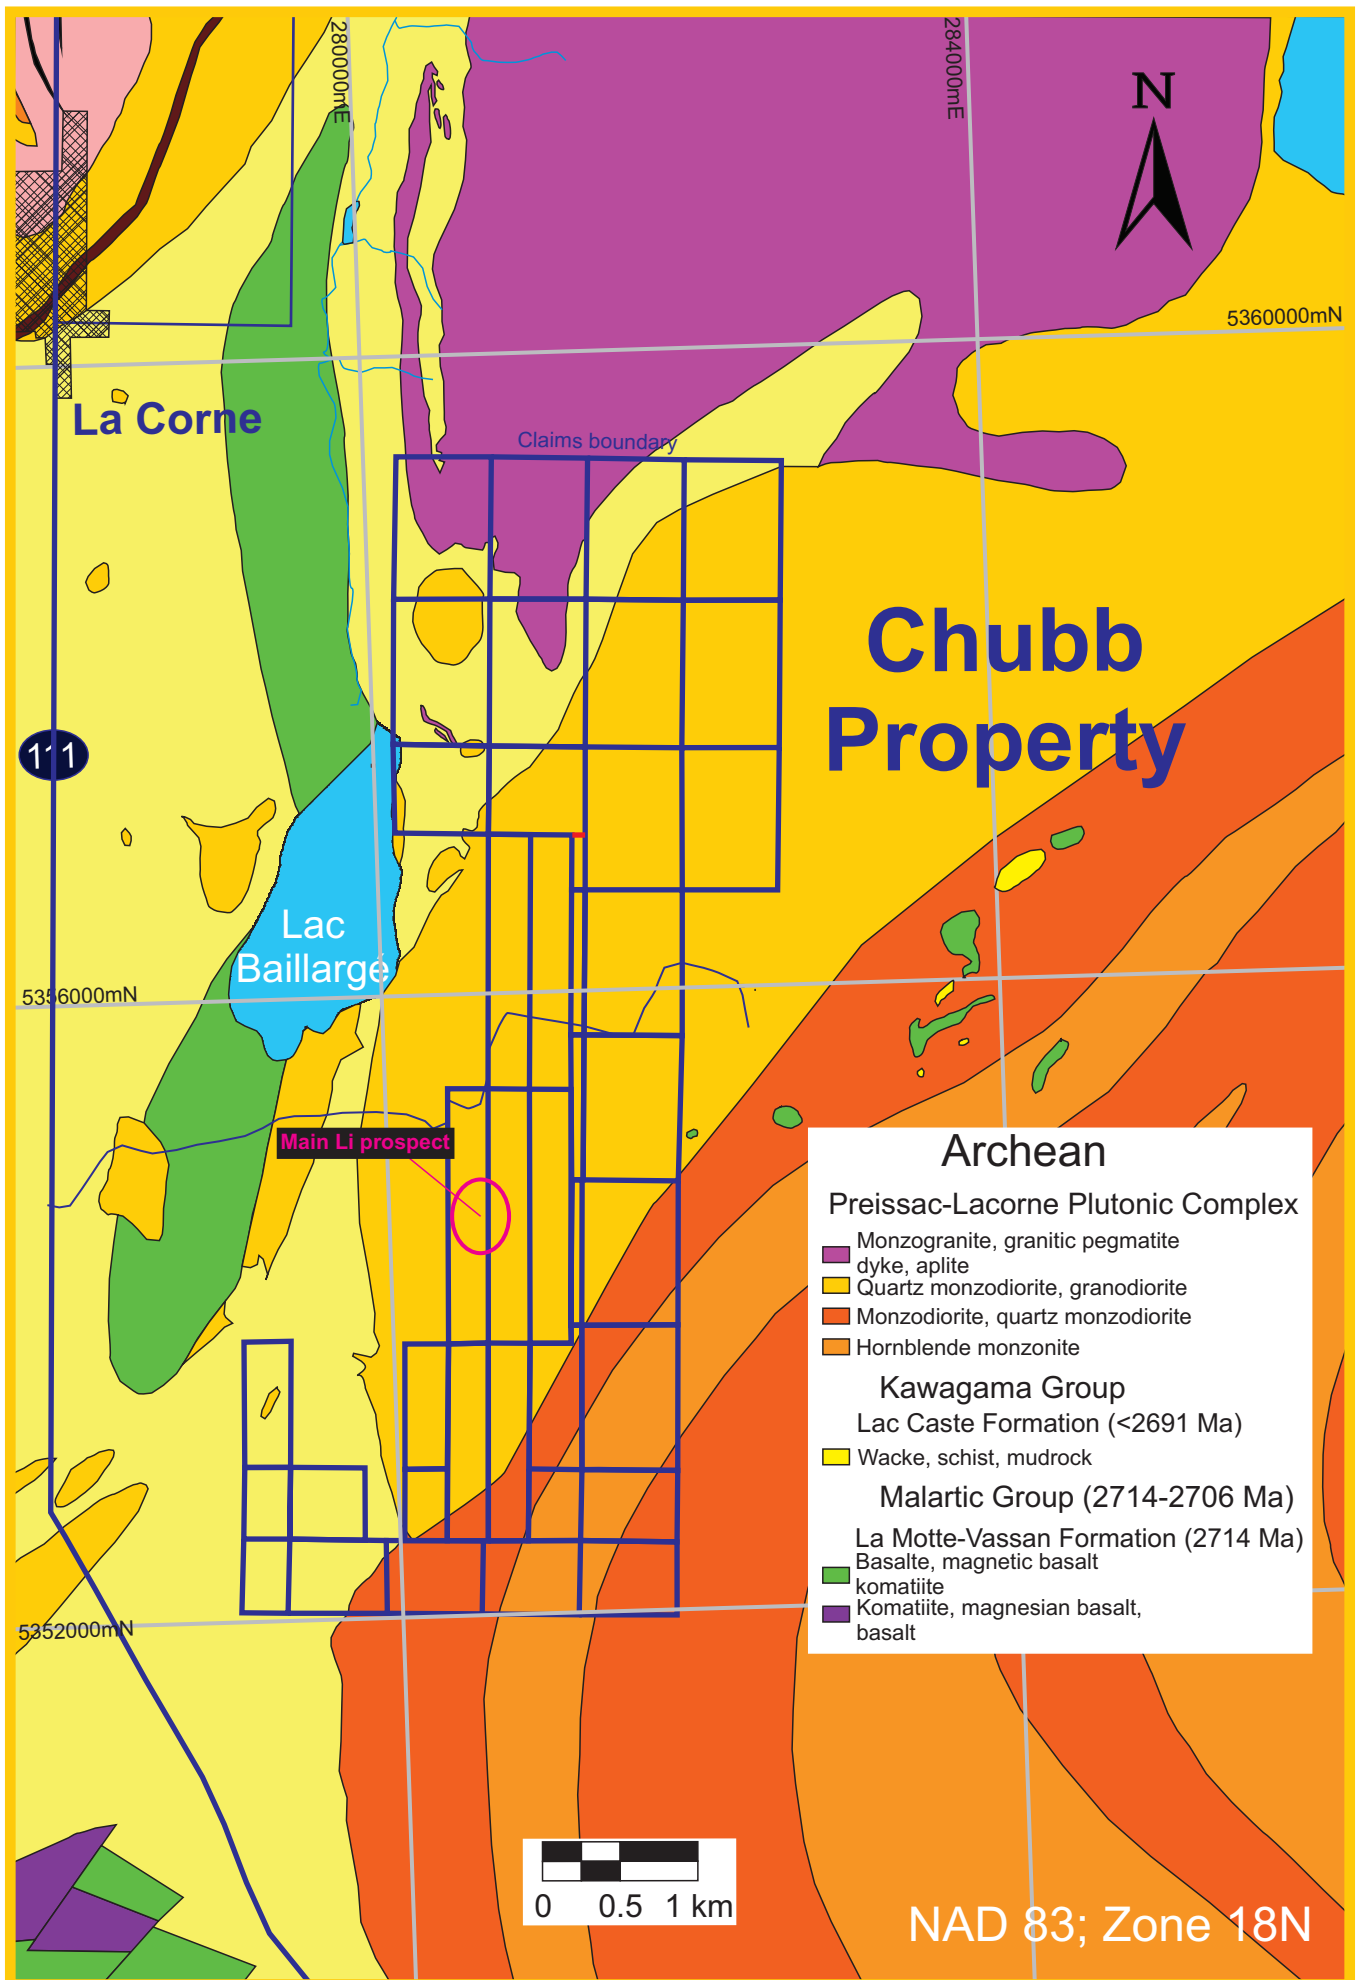 280000mE
284000mE
N
5360000mN
La Corne
Claims boundary
Chubb
Property
111
Lac
Baillargé
5356000mN
Main Li prospect
Archean
Preissac-Lacorne Plutonic Complex
Monzogranite, granitic pegmatite
dyke, aplite
Quartz monzodiorite, granodiorite
Monzodiorite, quartz monzodiorite
Hornblende monzonite
Kawagama Group
Lac Caste Formation (<2691 Ma)
Wacke, schist, mudrock
Malartic Group (2714-2706 Ma)
La Motte-Vassan Formation (2714 Ma)
Basalte, magnetic basalt
komatiite
Komatiite, magnesian basalt,
basalt
5352000mN
0 0.5 1 km
NAD 83; Zone 18N